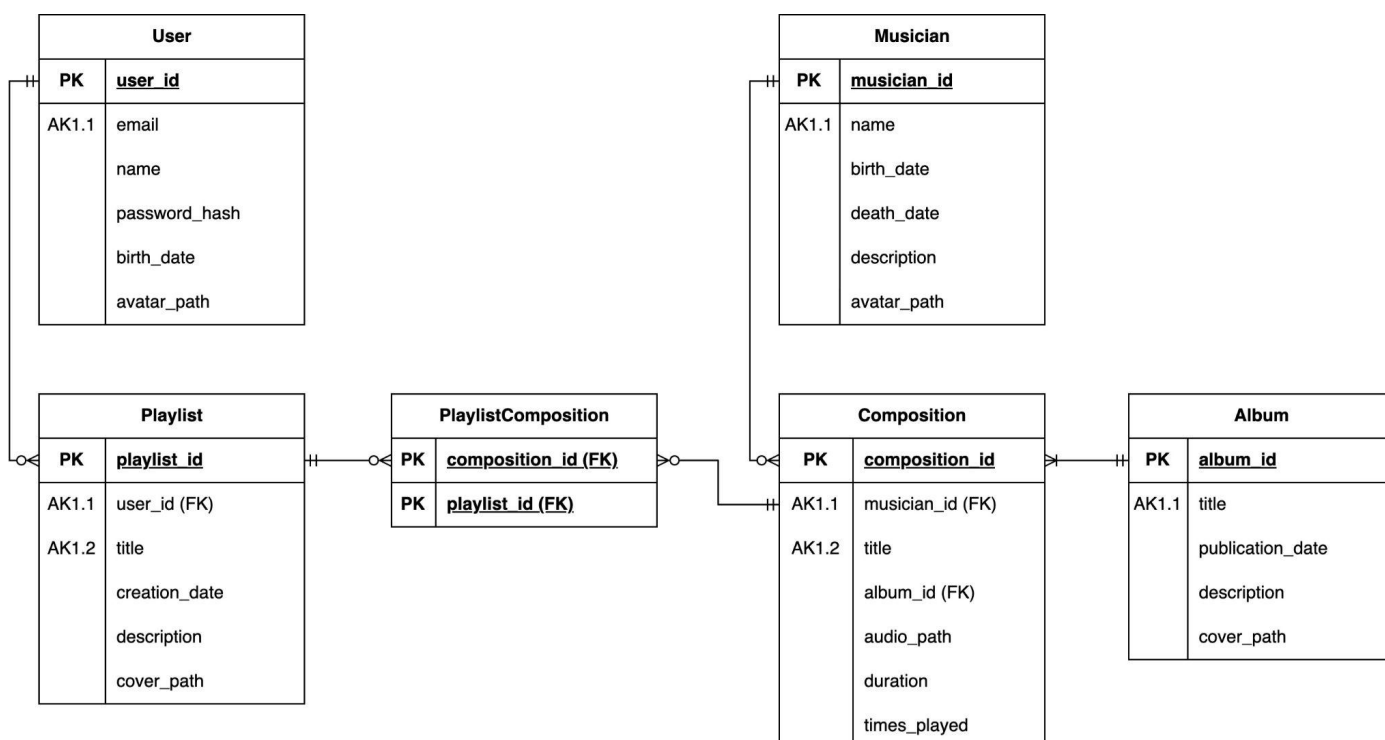 User
PK user_id
AK1.1 email
name
password_hash
birth_date
avatar_path
Musician
PK musician_id
AK1.1 name
birth_date
death_date
description
avatar_path
Playlist
PK playlist_id
AK1.1 user_id (FK)
AK1.2 title
creation_date
description
cover_path
PlaylistComposition
PK composition_id (FK)
PK playlist_id (FK)
Composition
PK composition_id
AK1.1 musician_id (FK)
AK1.2 title
album_id (FK)
audio_path
duration
times_played
Album
PK album_id
AK1.1 title
publication_date
description
cover_path